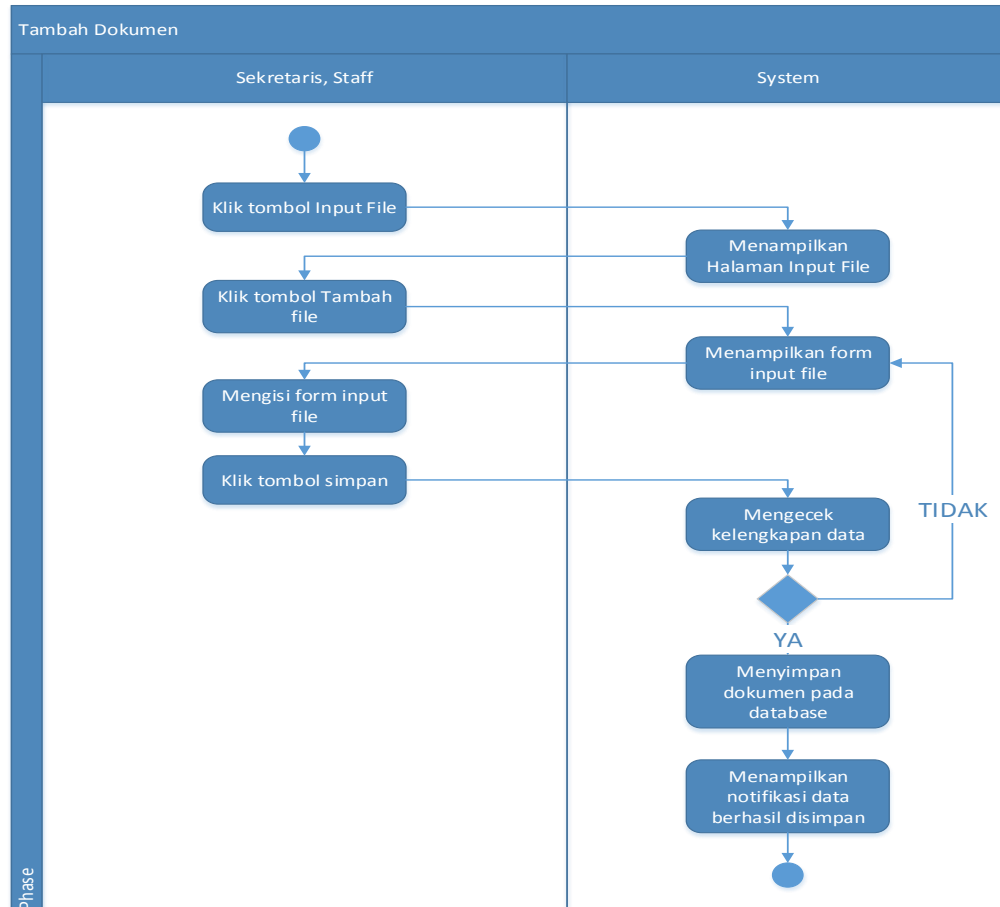 Tambah Dokumen
Sekretaris, Staff
System
Klik tombol Input File
Menampilkan
Halaman Input File
Klik tombol Tambah
file
Menampilkan form
input file
Mengisi form input
file
Klik tombol simpan
Mengecek
kelengkapan data
TIDAK
YA
Menyimpan
dokumen pada
database
Menampilkan
notifikasi data
berhasil disimpan
Phase